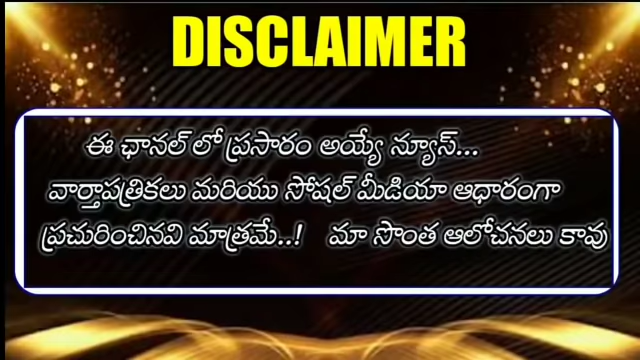 DISCLAIMER
ఈ ఛానల్ లో ప్రసారం అయ్యే న్యూస్...
వార్తాపత్రికలు మరియు సోషల్ మీడియా ఆధారంగా
ప్రచురించినవి మాత్రమే..! మా సొంత ఆలోచనలు కావు